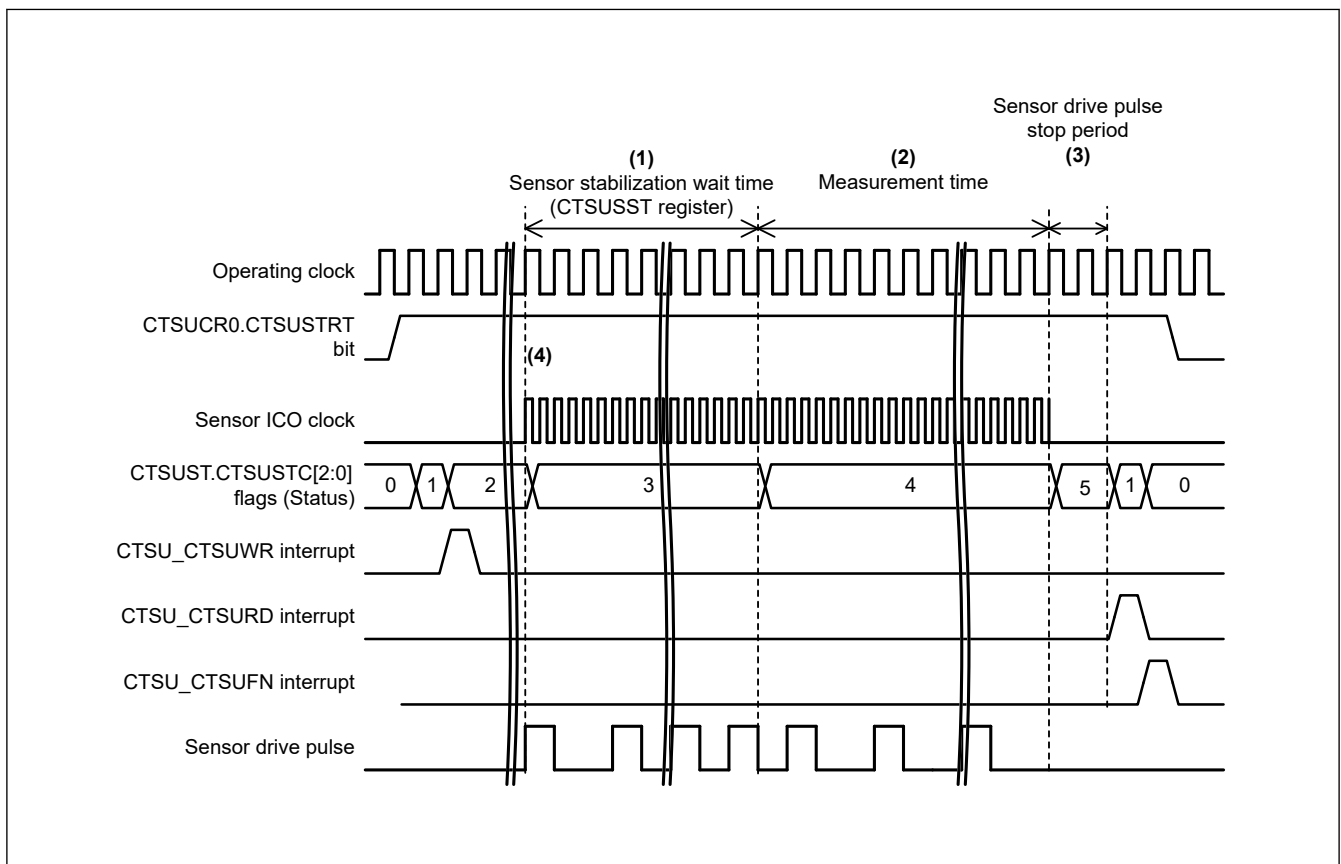 Sensor drive pulse
stop period
(3)
(1)
Sensor stabilization wait time
(CTSUSST register)
(2)
Measurement time
Operating clock
CTSUCR0.CTSUSTRT
bit
(4)
Sensor ICO clock
CTSUST.CTSUSTC[2:0]
flags (Status)
0 1 2 3 4 5 1 0
CTSU_CTSUWR interrupt
CTSU_CTSURD interrupt
CTSU_CTSUFN interrupt
Sensor drive pulse